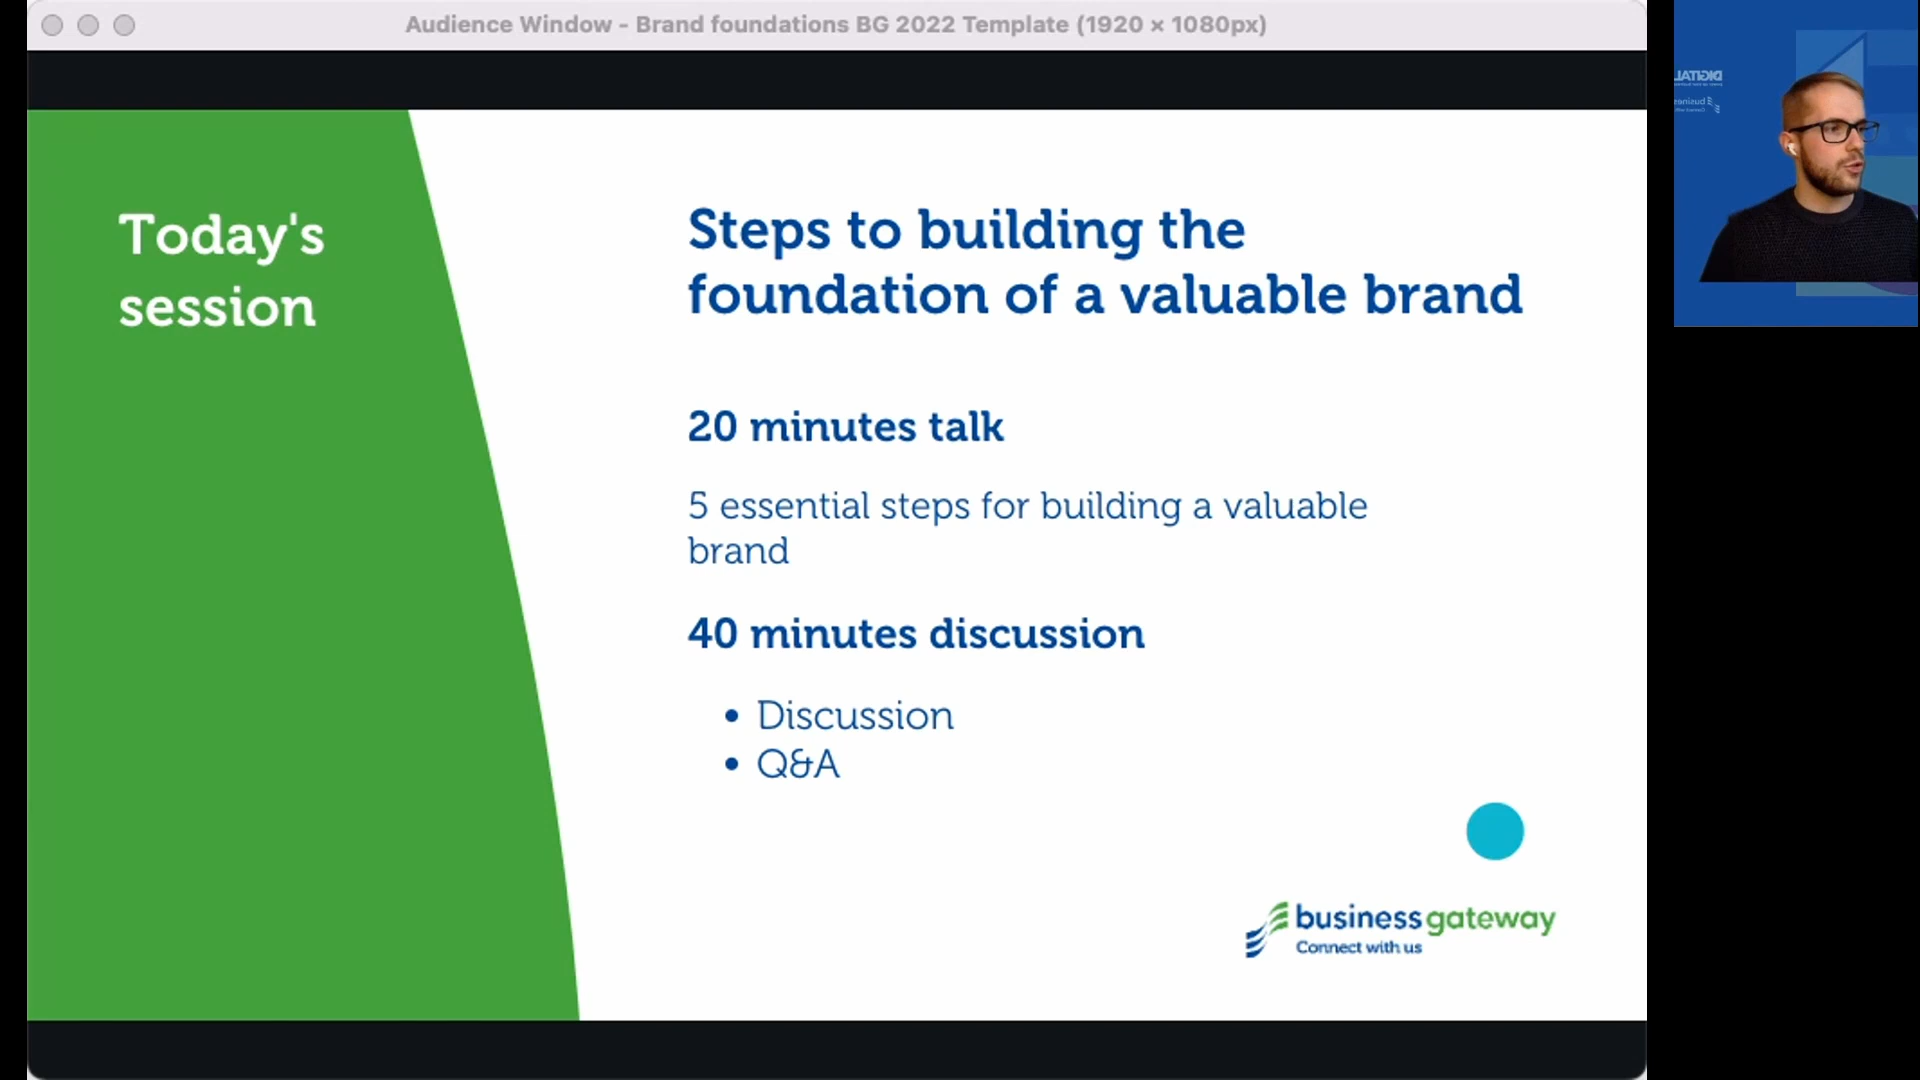 Audience Window - Brand foundations BG 2022 Template (1920 × 1080px)
Today's
session
Steps to building the
foundation of a valuable brand
20 minutes talk
5 essential steps for building a valuable
brand
40 minutes discussion
• Discussion
• Q&A
business gateway
Connect with us
DIGITAL